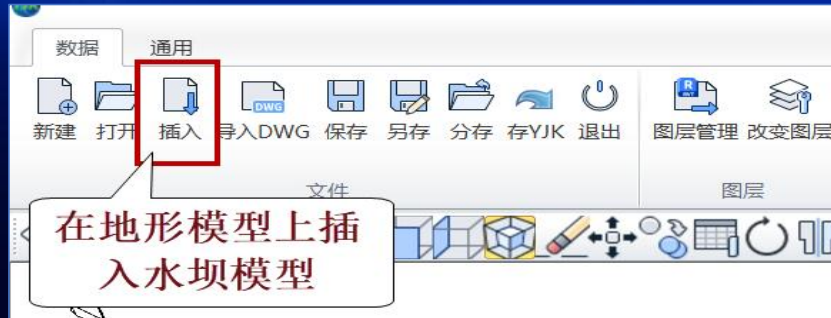 数据 通用
新建 打开 插入 导入DWG 保存 另存 分存 存YJK 退出 图层管理 改变图层
文件 图层
在地形模型上插
入水坝模型